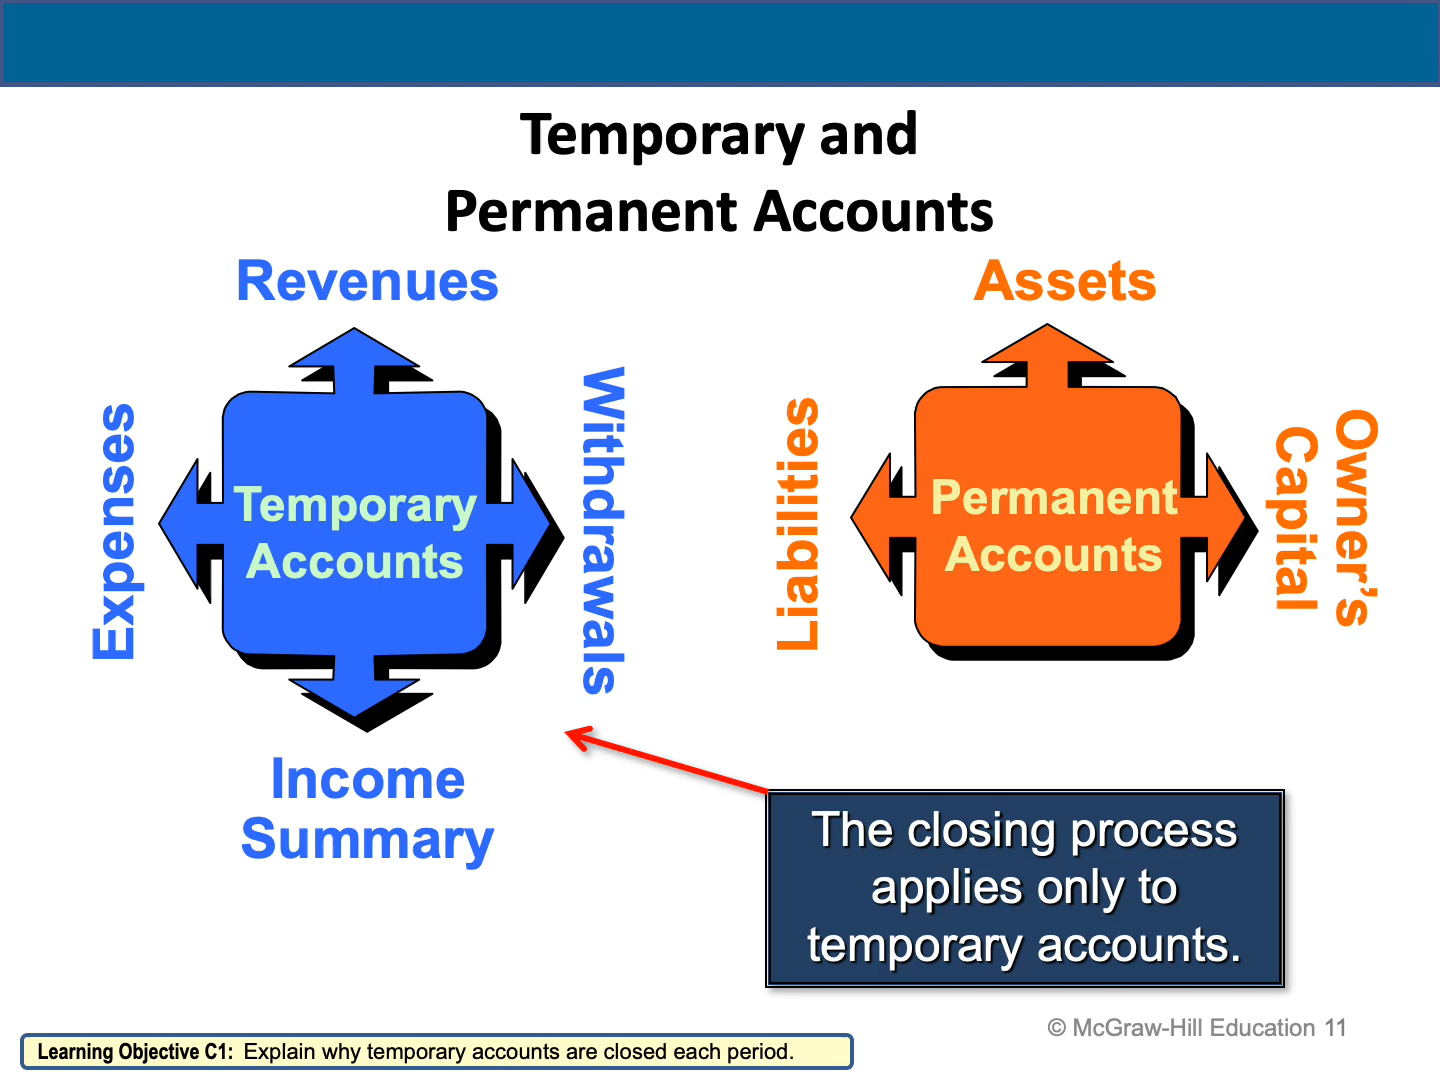 Temporary and
Permanent Accounts
Revenues
Expenses
Temporary
Accounts
Withdrawals
Income
Summary
Assets
Liabilities
Permanent
Accounts
Owner’s
Capital
The closing process
applies only to
temporary accounts.
© McGraw-Hill Education 11
Learning Objective C1: Explain why temporary accounts are closed each period.